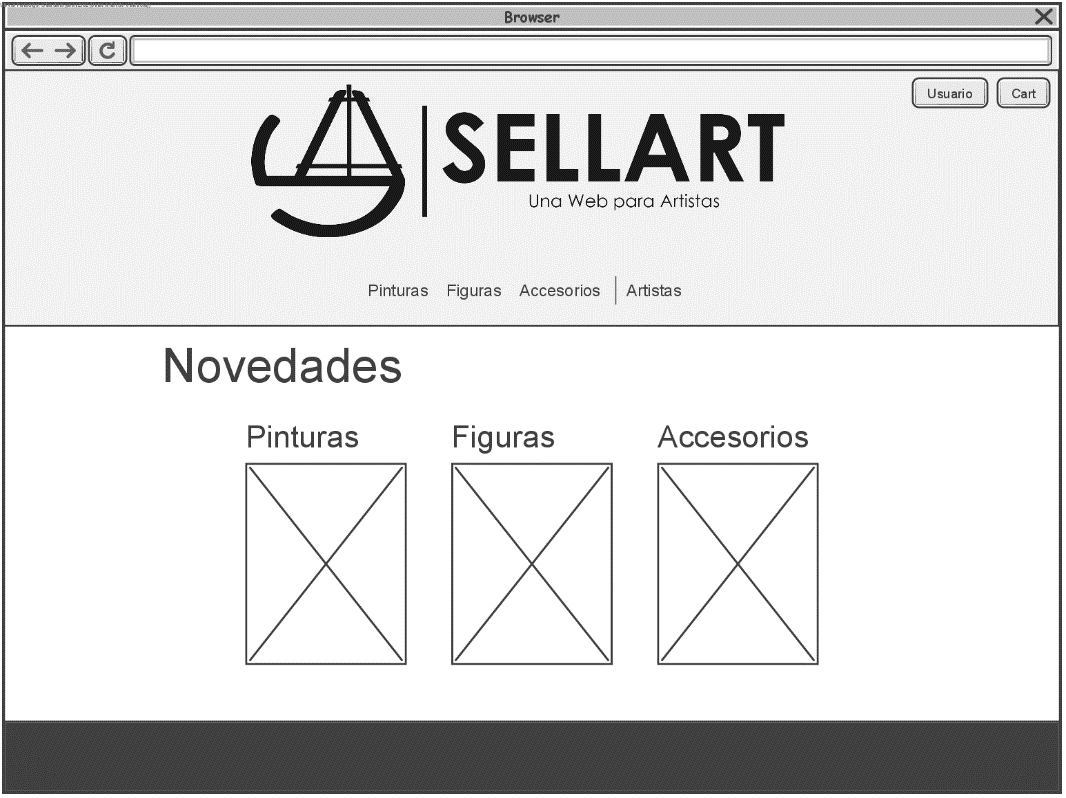 Browser
Usuario Cart
SELLART
Una Web para Artistas
Pinturas Figuras Accesorios Artistas
Novedades
Pinturas Figuras Accesorios